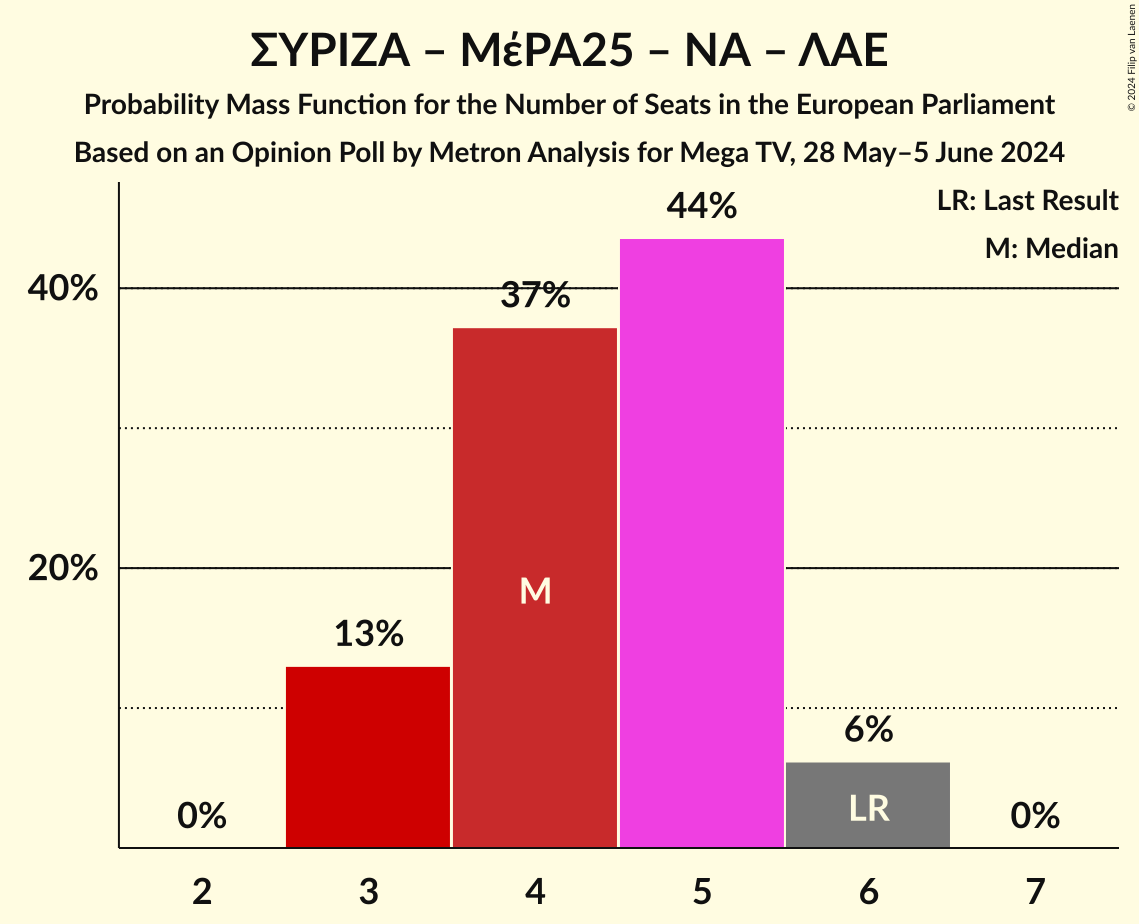 ΣΥΡΙΖΑ – ΜέΡΑ25 – ΝΑ – ΛΑΕ
Probability Mass Function for the Number of Seats in the European Parliament
Based on an Opinion Poll by Metron Analysis for Mega TV, 28 May–5 June 2024
© 2024 Filip van Laenen
LR: Last Result
M: Median
44%
40%
37%
20%
M
13%
6%
LR
0%
0%
2 3 4 5 6 7